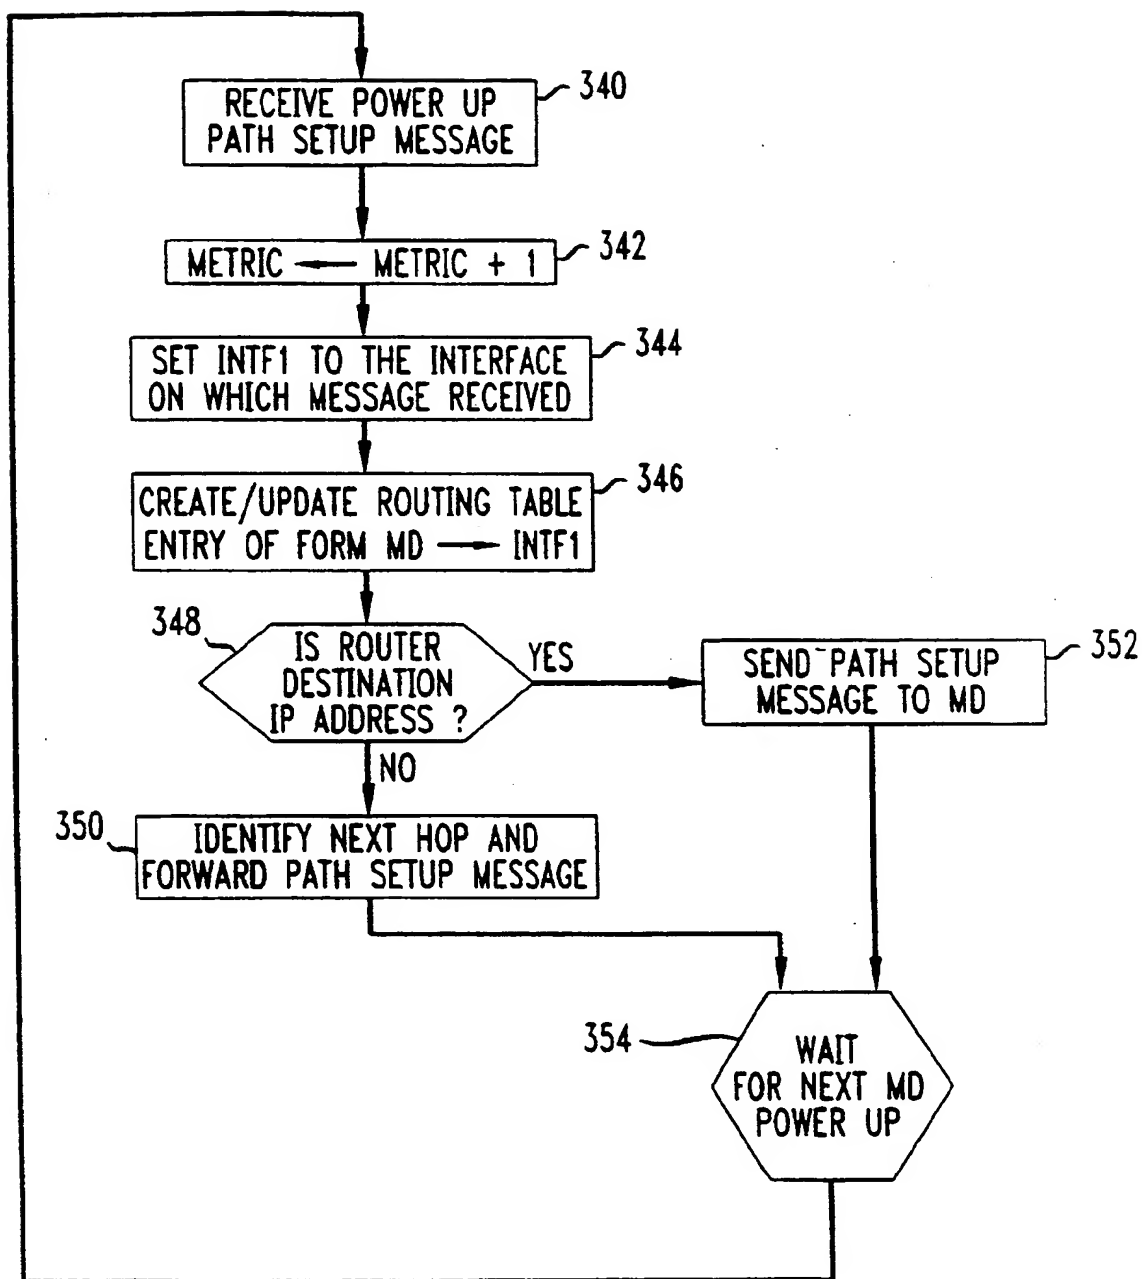 RECEIVE POWER UP
PATH SETUP MESSAGE
340
METRIC ← METRIC + 1
342
SET INTF1 TO THE INTERFACE
ON WHICH MESSAGE RECEIVED
344
CREATE/UPDATE ROUTING TABLE
ENTRY OF FORM MD → INTF1
346
348
IS ROUTER
DESTINATION
IP ADDRESS ?
YES
NO
SEND PATH SETUP
MESSAGE TO MD
352
350
IDENTIFY NEXT HOP AND
FORWARD PATH SETUP MESSAGE
354
WAIT
FOR NEXT MD
POWER UP